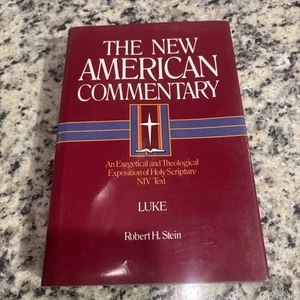 THE NEW
AMERICAN
COMMENTARY
An Exegetical and Theological
Exposition of Holy Scripture
NIV Text
LUKE
Robert H. Stein